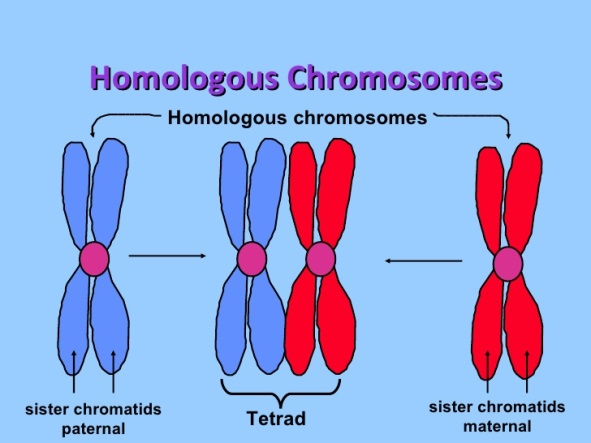 Homologous Chromosomes
Homologous chromosomes
sister chromatids
paternal
Tetrad
sister chromatids
maternal